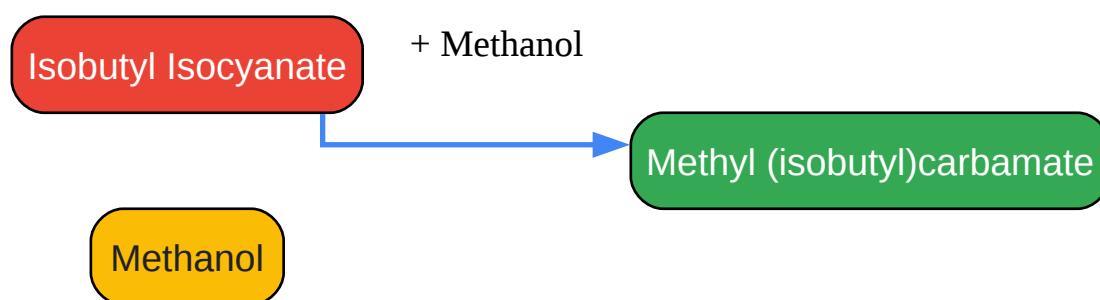 Isobutyl Isocyanate
+ Methanol
Methyl (isobutyl)carbamate
Methanol